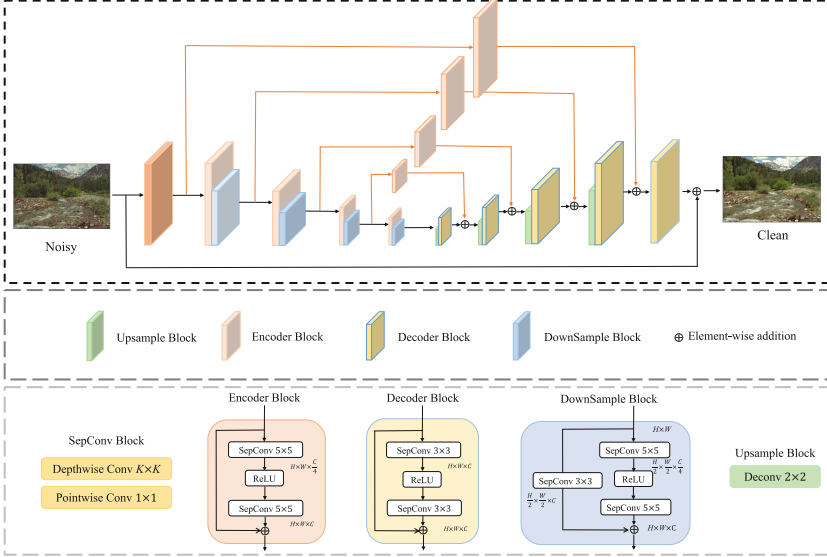 Noisy
Clean
Upsample Block
Encoder Block
Decoder Block
DownSample Block
⊕ Element-wise addition
SepConv Block
Depthwise Conv K×K
Pointwise Conv 1×1
Encoder Block
SepConv 5×5
H×W×C/4
ReLU
SepConv 5×5
H×W×C
Decoder Block
SepConv 3×3
H×W×C
ReLU
SepConv 3×3
H×W×C
DownSample Block
H×W
SepConv 5×5
H/2×W/2×C/4
SepConv 3×3
H/2×W/2×C
ReLU
SepConv 5×5
H×W×C
Upsample Block
Deconv 2×2